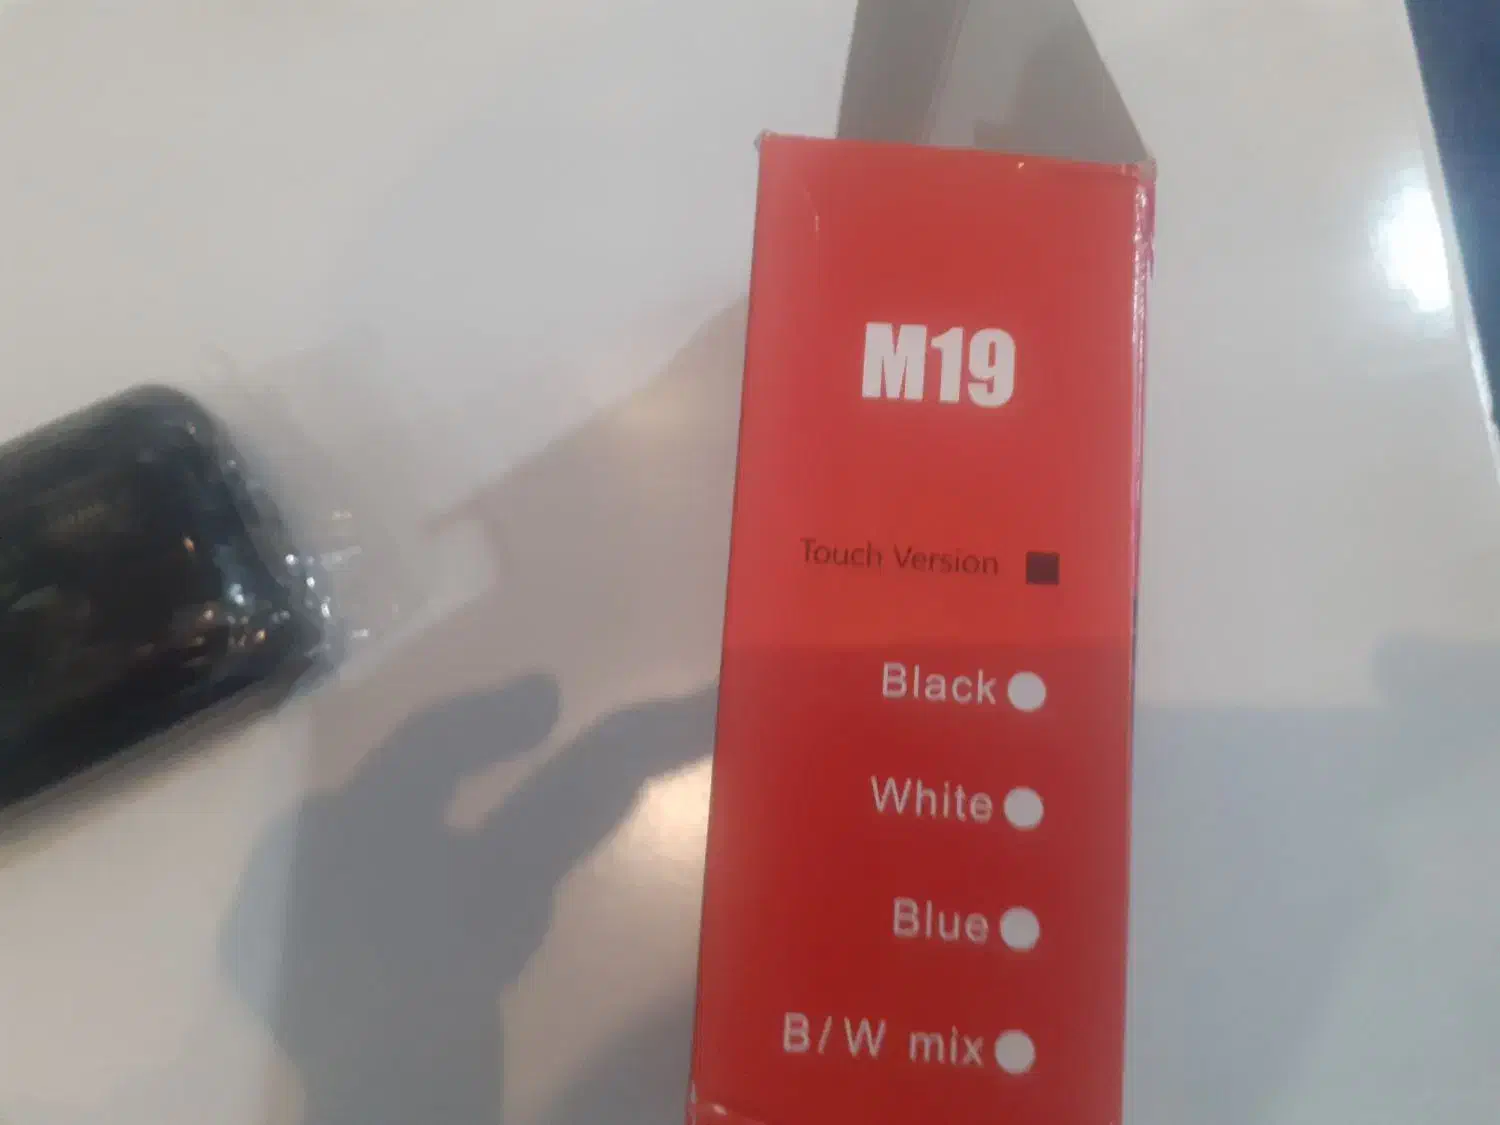 M19
Touch Version
Black
White
Blue
B/W mix